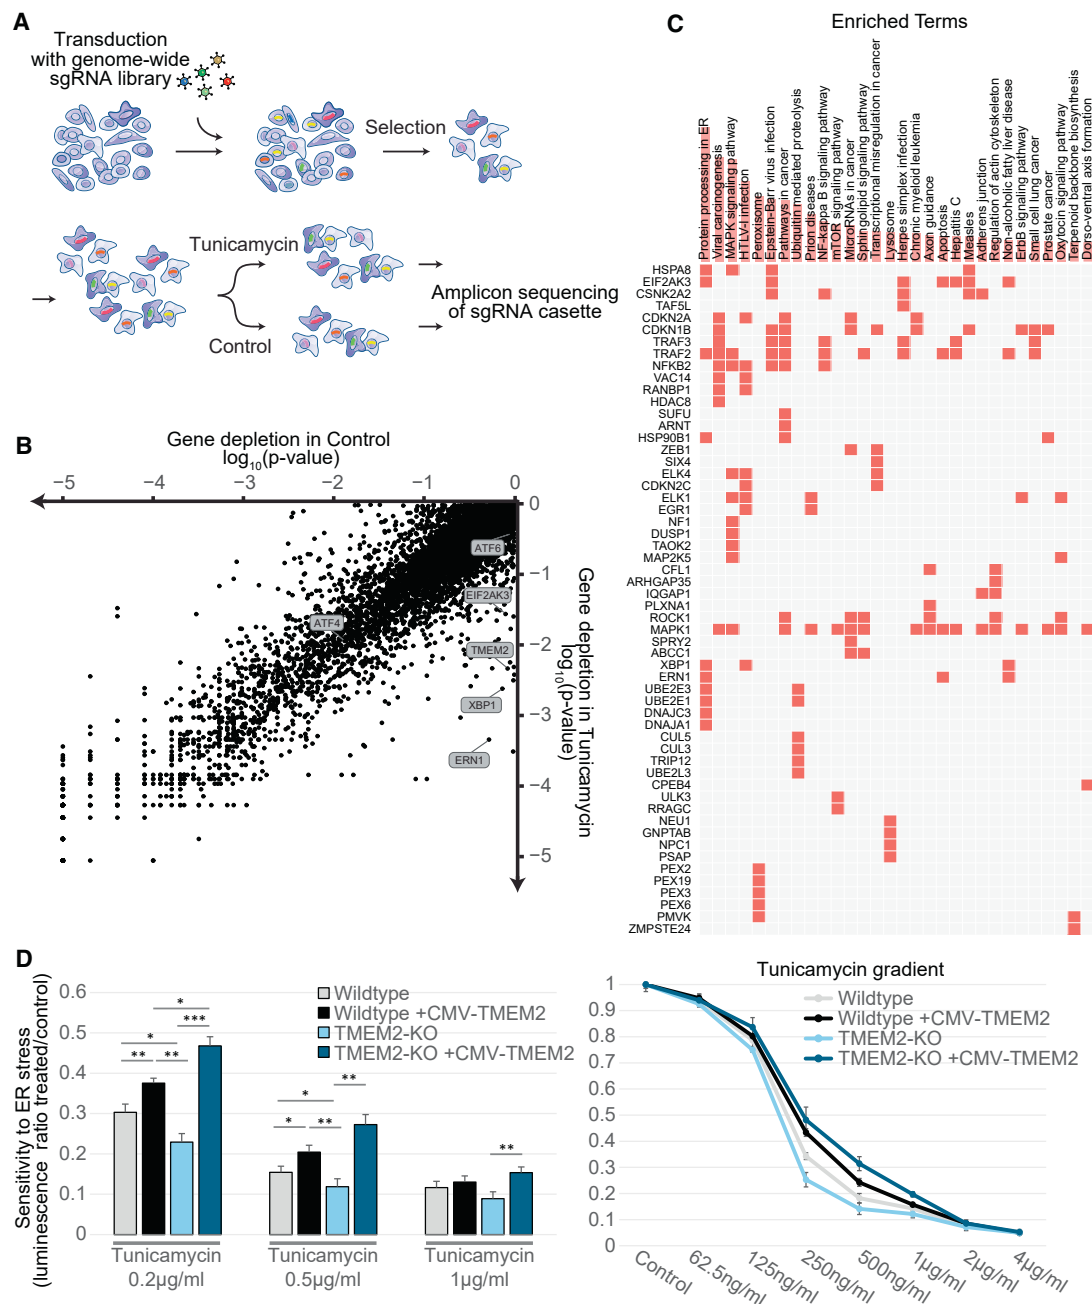 A
Transduction
with genome-wide
sgRNA library
Selection
Tunicamycin
Control
Amplicon sequencing
of sgRNA casette
B
Gene depletion in Control
log10(p-value)
−5
−4
−3
−2
−1
0
0
−1
−2
−3
−4
−5
Gene depletion in Tunicamycin
log10(p-value)
ATF6
EIF2AK3
ATF4
TMEM2
XBP1
ERN1
C
Enriched Terms
Protein processing in ER
Viral carcinogenesis
MAPK signaling pathway
HTLV-I infection
Peroxisome
Epstein-Barr virus infection
Pathways in cancer
Ubiquitin mediated proteolysis
Prion diseases
NF-kappa B signaling pathway
mTOR signaling pathway
MicroRNAs in cancer
Sphingolipid signaling pathway
Transcriptional misregulation in cancer
Lysosome
Herpes simplex infection
Chronic myeloid leukemia
Axon guidance
Apoptosis
Hepatitis C
Measles
Adherens junction
Regulation of actin cytoskeleton
Non-alcoholic fatty liver disease
ErbB signaling pathway
Small cell lung cancer
Prostate cancer
Oxytocin signaling pathway
Terpenoid backbone biosynthesis
Dorso-ventral axis formation
HSPA8
EIF2AK3
CSNK2A2
TAF5L
CDKN2A
CDKN1B
TRAF3
TRAF2
NFKB2
VAC14
RANBP1
HDAC8
SUFU
ARNT
HSP90B1
ZEB1
SIX4
ELK4
CDKN2C
ELK1
EGR1
NF1
DUSP1
TAOK2
MAP2K5
CFL1
ARHGAP35
IQGAP1
PLXNA1
ROCK1
MAPK1
SPRY2
ABCC1
XBP1
ERN1
UBE2E3
UBE2E1
DNAJC3
DNAJA1
CUL5
CUL3
TRIP12
UBE2L3
CPEB4
ULK3
RRAGC
NEU1
GNPTAB
NPC1
PSAP
PEX2
PEX19
PEX3
PEX6
PMVK
ZMPSTE24
D
Sensitivity to ER stress
(luminescence ratio treated/control)
0.6
0.5
0.4
0.3
0.2
0.1
0
Wildtype
Wildtype +CMV-TMEM2
TMEM2-KO
TMEM2-KO +CMV-TMEM2
*
***
*
** **
**
*
* **
**
Tunicamycin
0.2µg/ml
Tunicamycin
0.5µg/ml
Tunicamycin
1µg/ml
Tunicamycin gradient
1
0.9
0.8
0.7
0.6
0.5
0.4
0.3
0.2
0.1
0
Wildtype
Wildtype +CMV-TMEM2
TMEM2-KO
TMEM2-KO +CMV-TMEM2
Control
62.5ng/ml
125ng/ml
250ng/ml
500ng/ml
1µg/ml
2µg/ml
4µg/ml